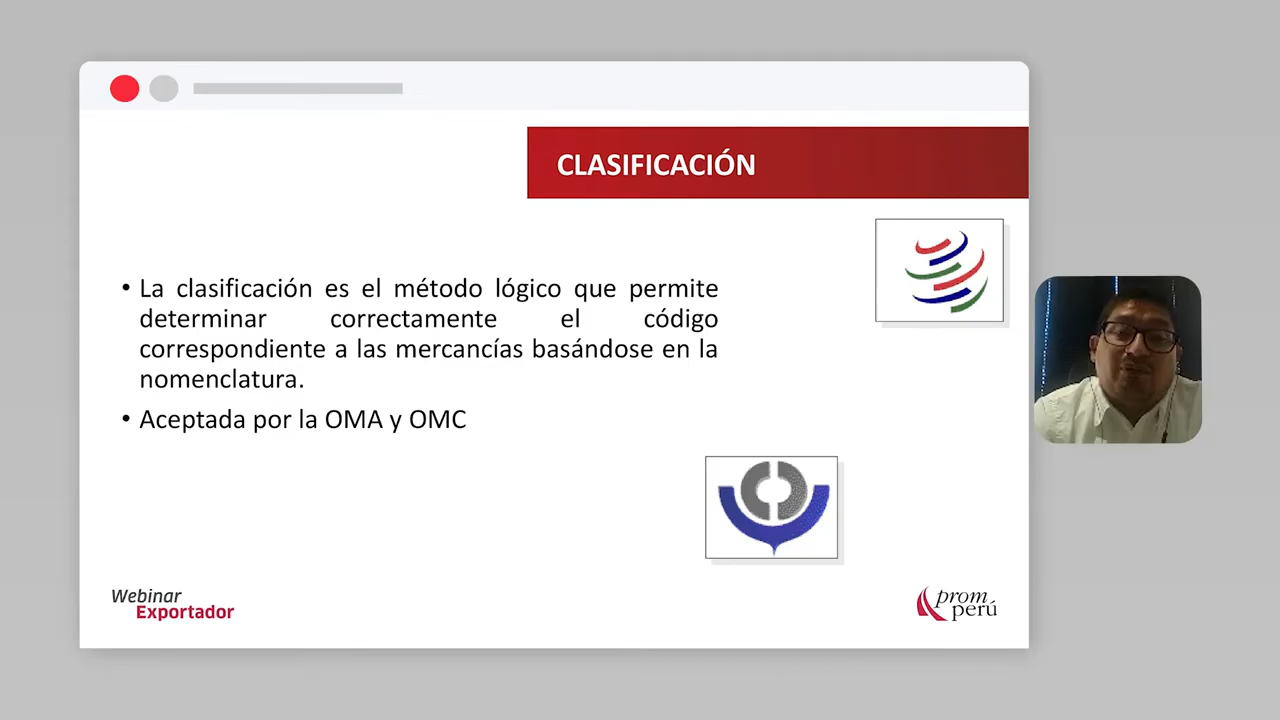 CLASIFICACIÓN
• La clasificación es el método lógico que permite
determinar correctamente el código
correspondiente a las mercancías basándose en la
nomenclatura.
• Aceptada por la OMA y OMC
Webinar
Exportador
prom
perú